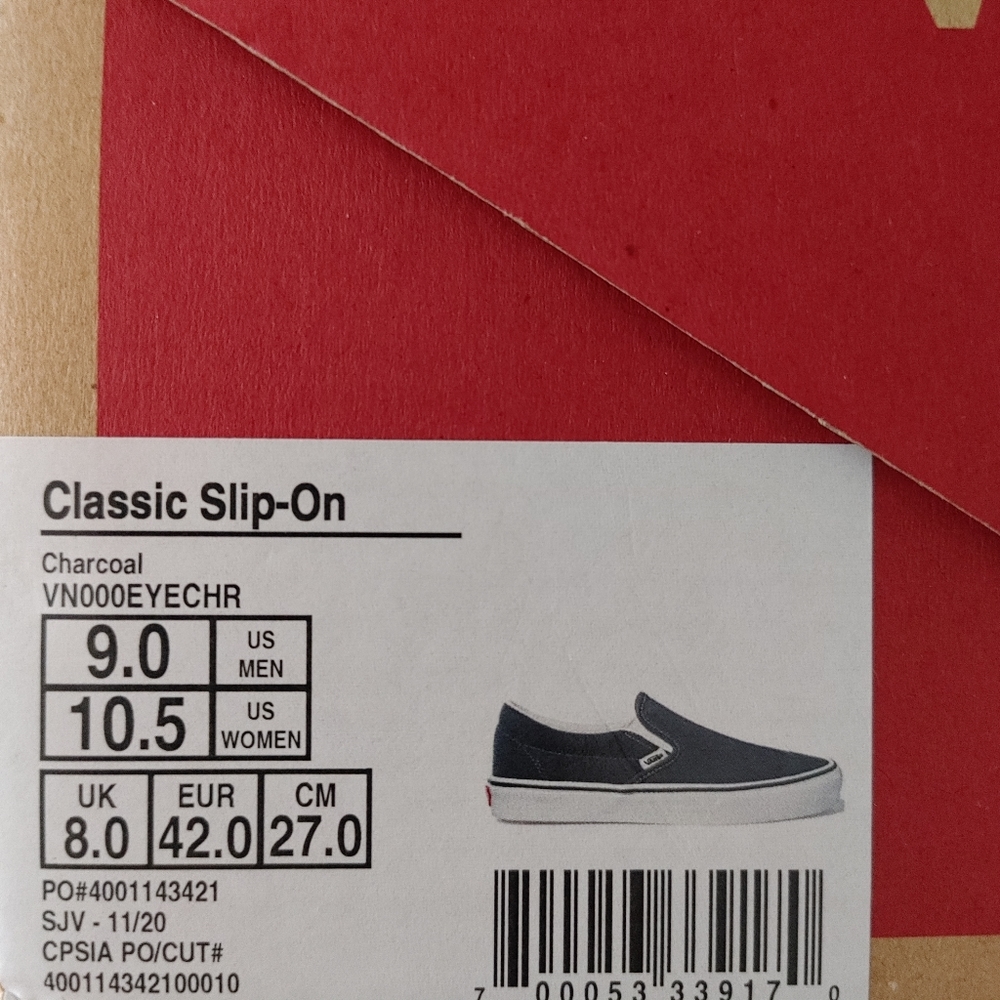 Classic Slip-On
Charcoal
VN000EYECHR
9.0 US MEN
10.5 US WOMEN
UK EUR CM
8.0 42.0 27.0
PO#4001143421
SJV - 11/20
CPSIA PO/CUT#
400114342100010
7 00053 33917 0